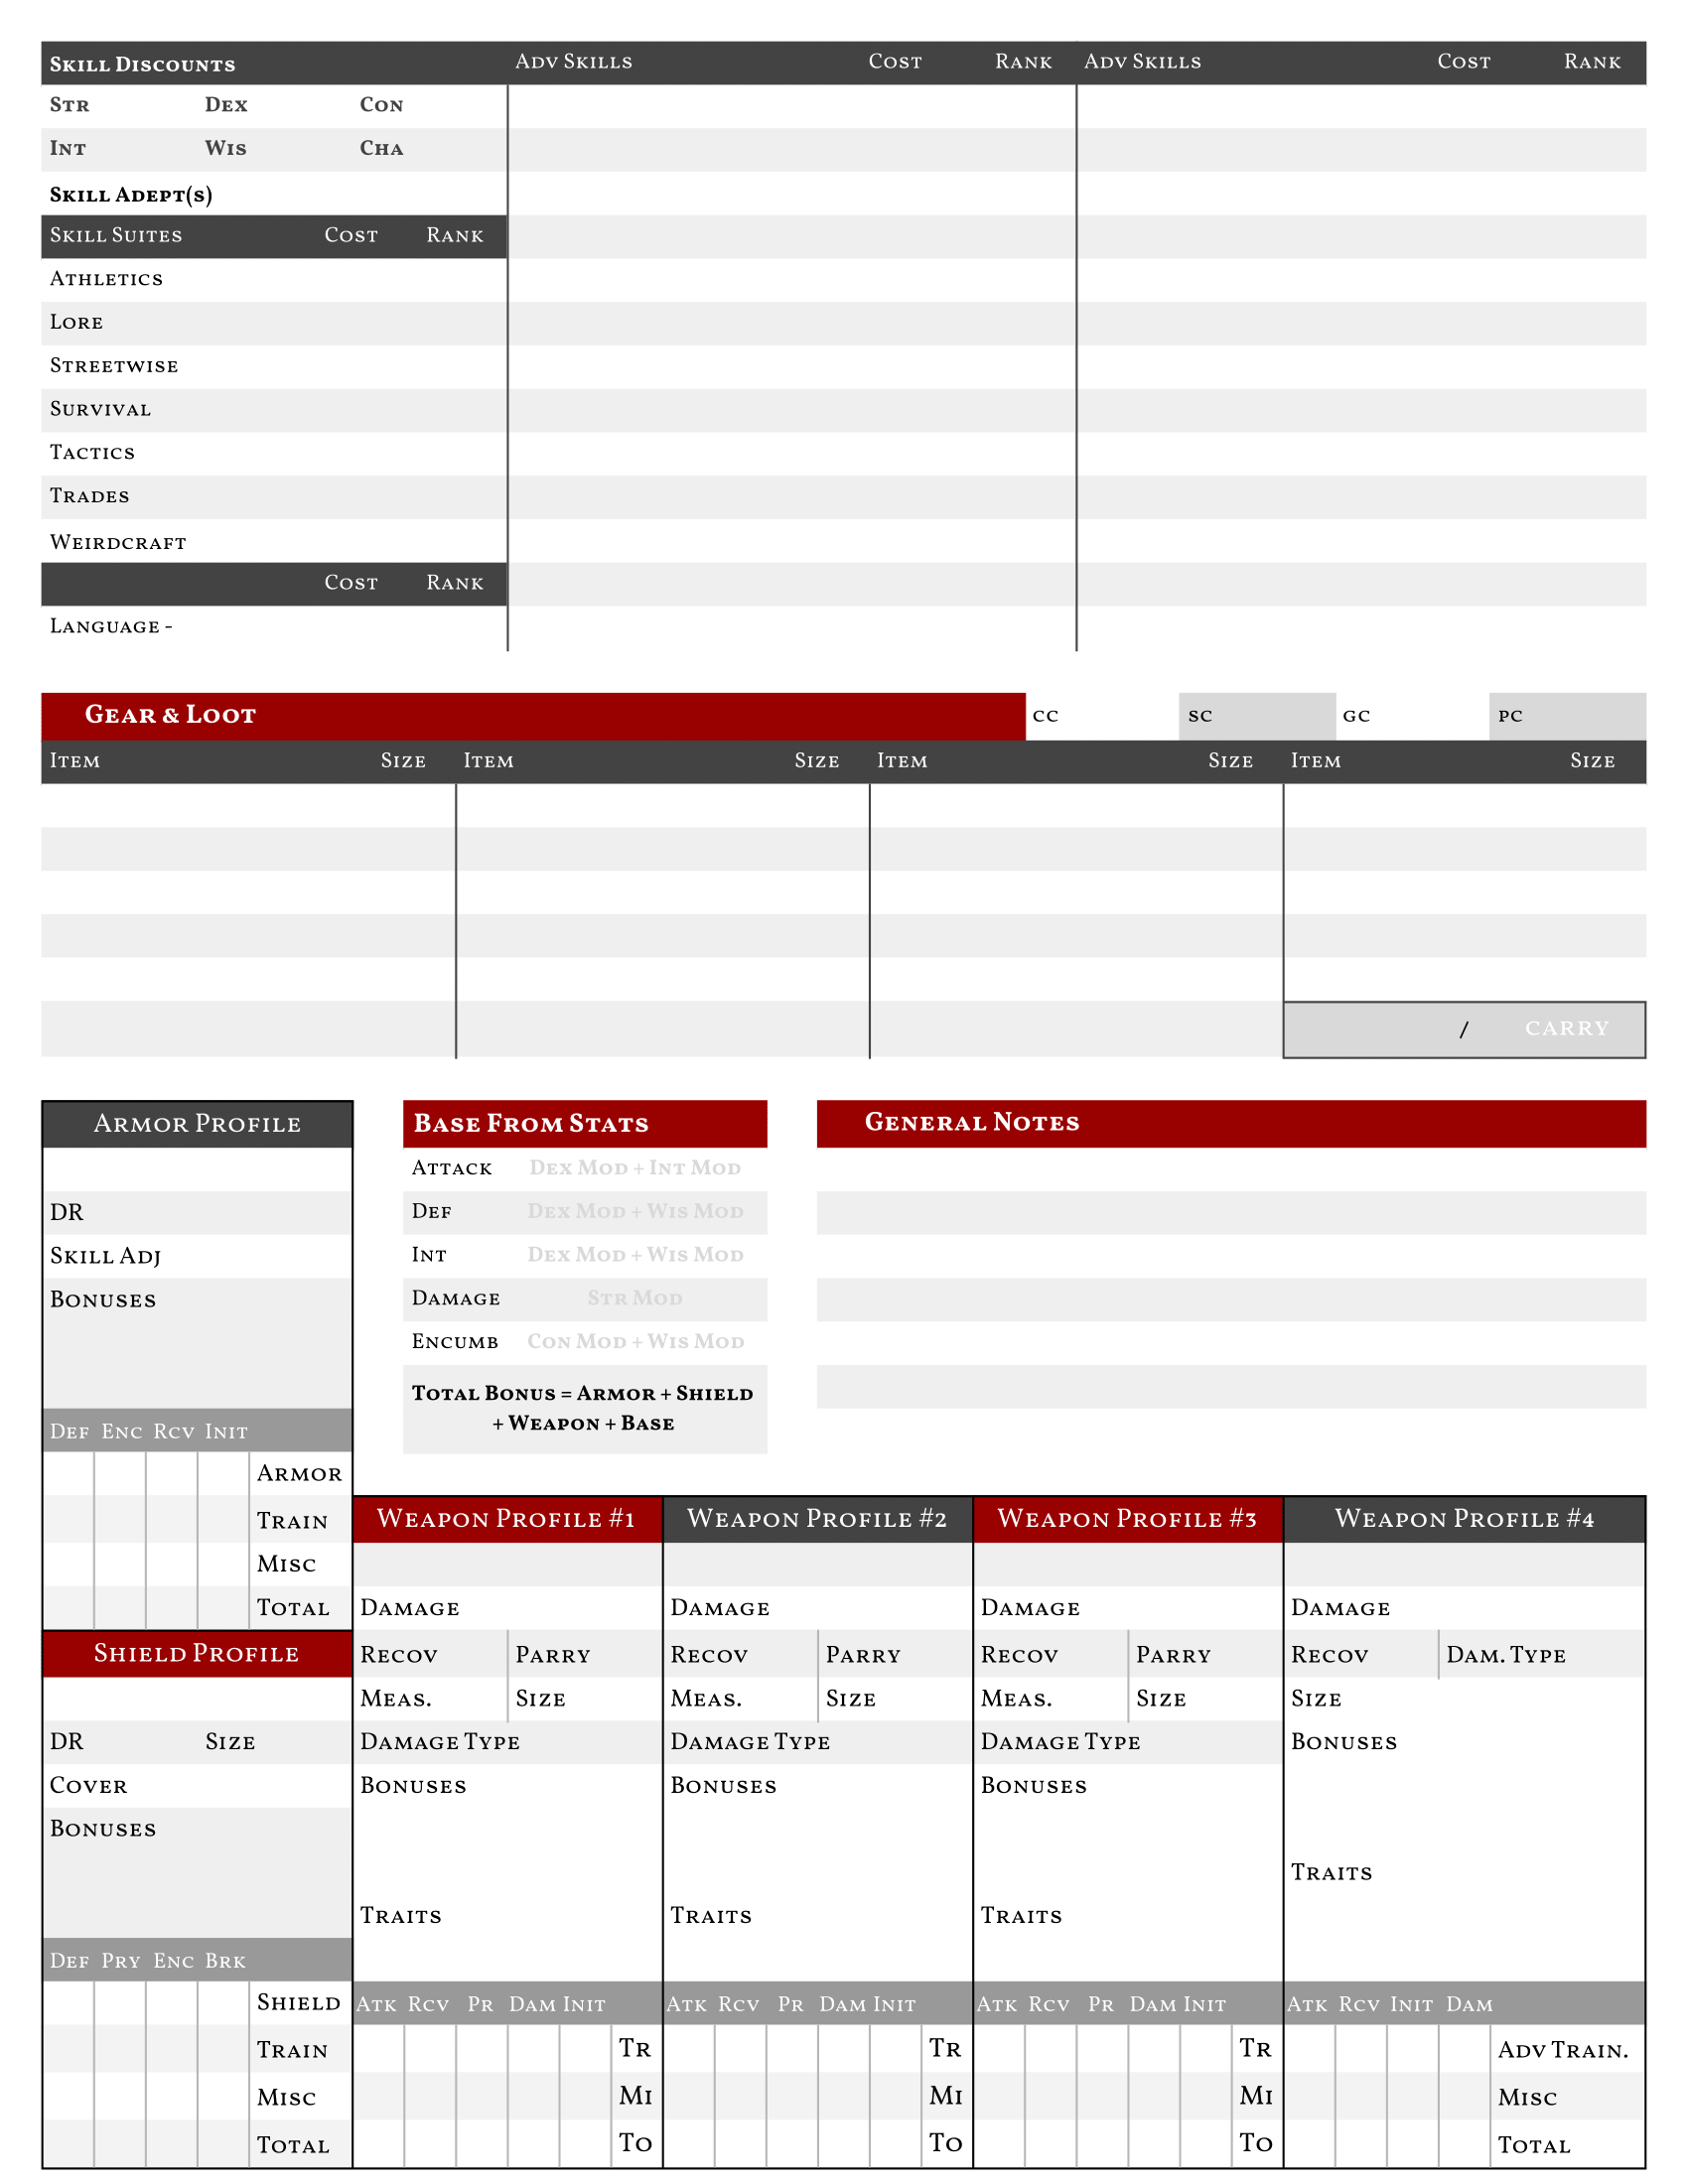 Skill Discounts Adv Skills Cost Rank Adv Skills Cost Rank
Str Dex Con
Int Wis Cha
Skill Adept(s)
Skill Suites Cost Rank
Athletics
Lore
Streetwise
Survival
Tactics
Trades
Weirdcraft
Cost Rank
Language -
Gear & Loot CC SC GC PC
Item Size Item Size Item Size Item Size
/ CARRY
Armor Profile
DR
Skill Adj
Bonuses
Def Enc Rcv Init
Armor
Train
Misc
Total
Base From Stats
Attack Dex Mod + Int Mod
Def Dex Mod + Wis Mod
Int Dex Mod + Wis Mod
Damage Str Mod
Encumb Con Mod + Wis Mod
Total Bonus = Armor + Shield
+ Weapon + Base
General Notes
Shield Profile
DR Size
Cover
Bonuses
Def Pry Enc Brk
Shield
Train
Misc
Total
Weapon Profile #1
Damage
Recov Parry
Meas. Size
Damage Type
Bonuses
Traits
Atk Rcv Pr Dam Init
Tr
Mi
To
Weapon Profile #2
Damage
Recov Parry
Meas. Size
Damage Type
Bonuses
Traits
Atk Rcv Pr Dam Init
Tr
Mi
To
Weapon Profile #3
Damage
Recov Parry
Meas. Size
Damage Type
Bonuses
Traits
Atk Rcv Pr Dam Init
Tr
Mi
To
Weapon Profile #4
Damage
Recov Dam. Type
Size
Bonuses
Traits
Atk Rcv Init Dam
Adv Train.
Misc
Total